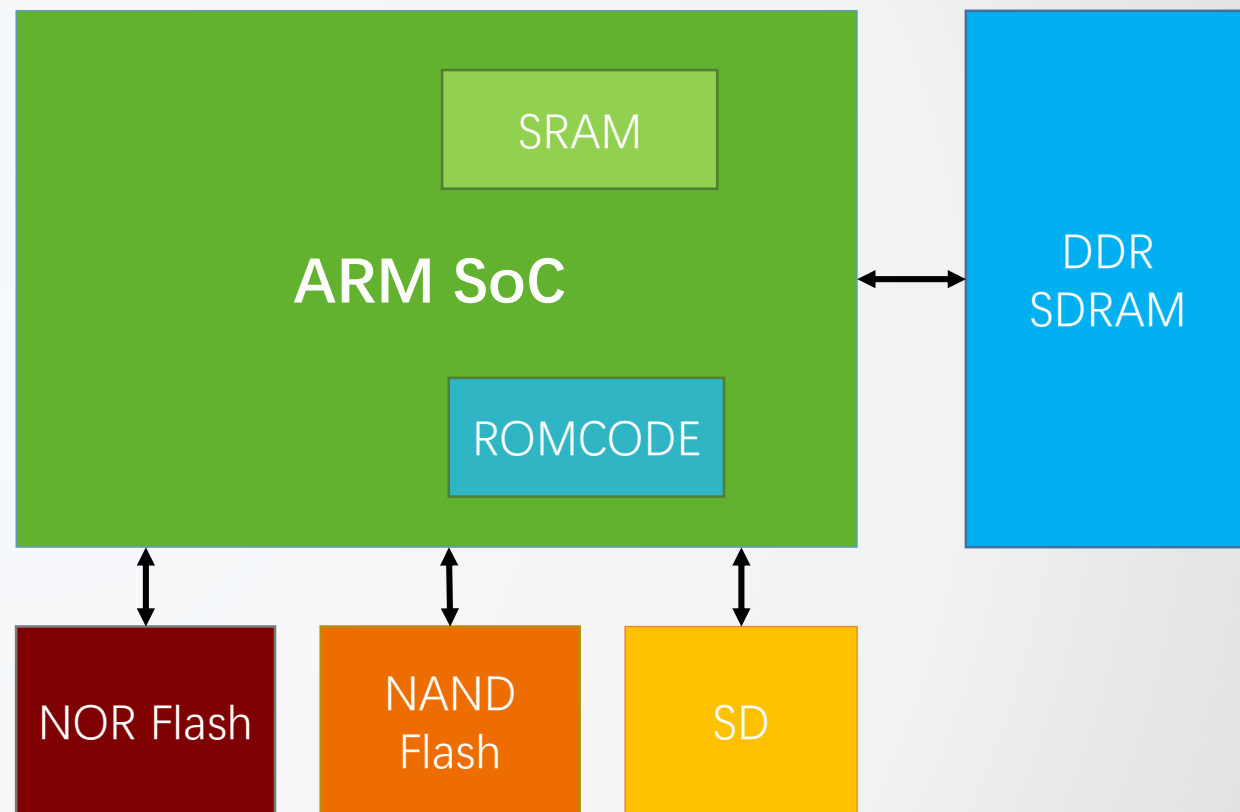 SRAM
ARM SoC
DDR
SDRAM
ROMCODE
NOR Flash
NAND
Flash
SD